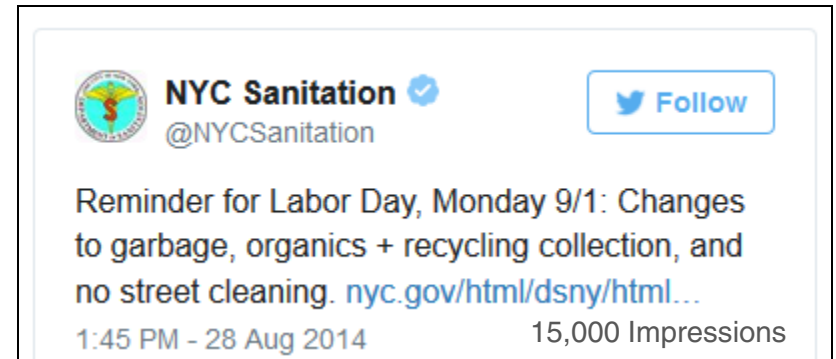 NYC Sanitation
Follow
@NYCSanitation
Reminder for Labor Day, Monday 9/1: Changes
to garbage, organics + recycling collection, and
no street cleaning. nyc.gov/html/dsny/html…
1:45 PM - 28 Aug 2014
15,000 Impressions